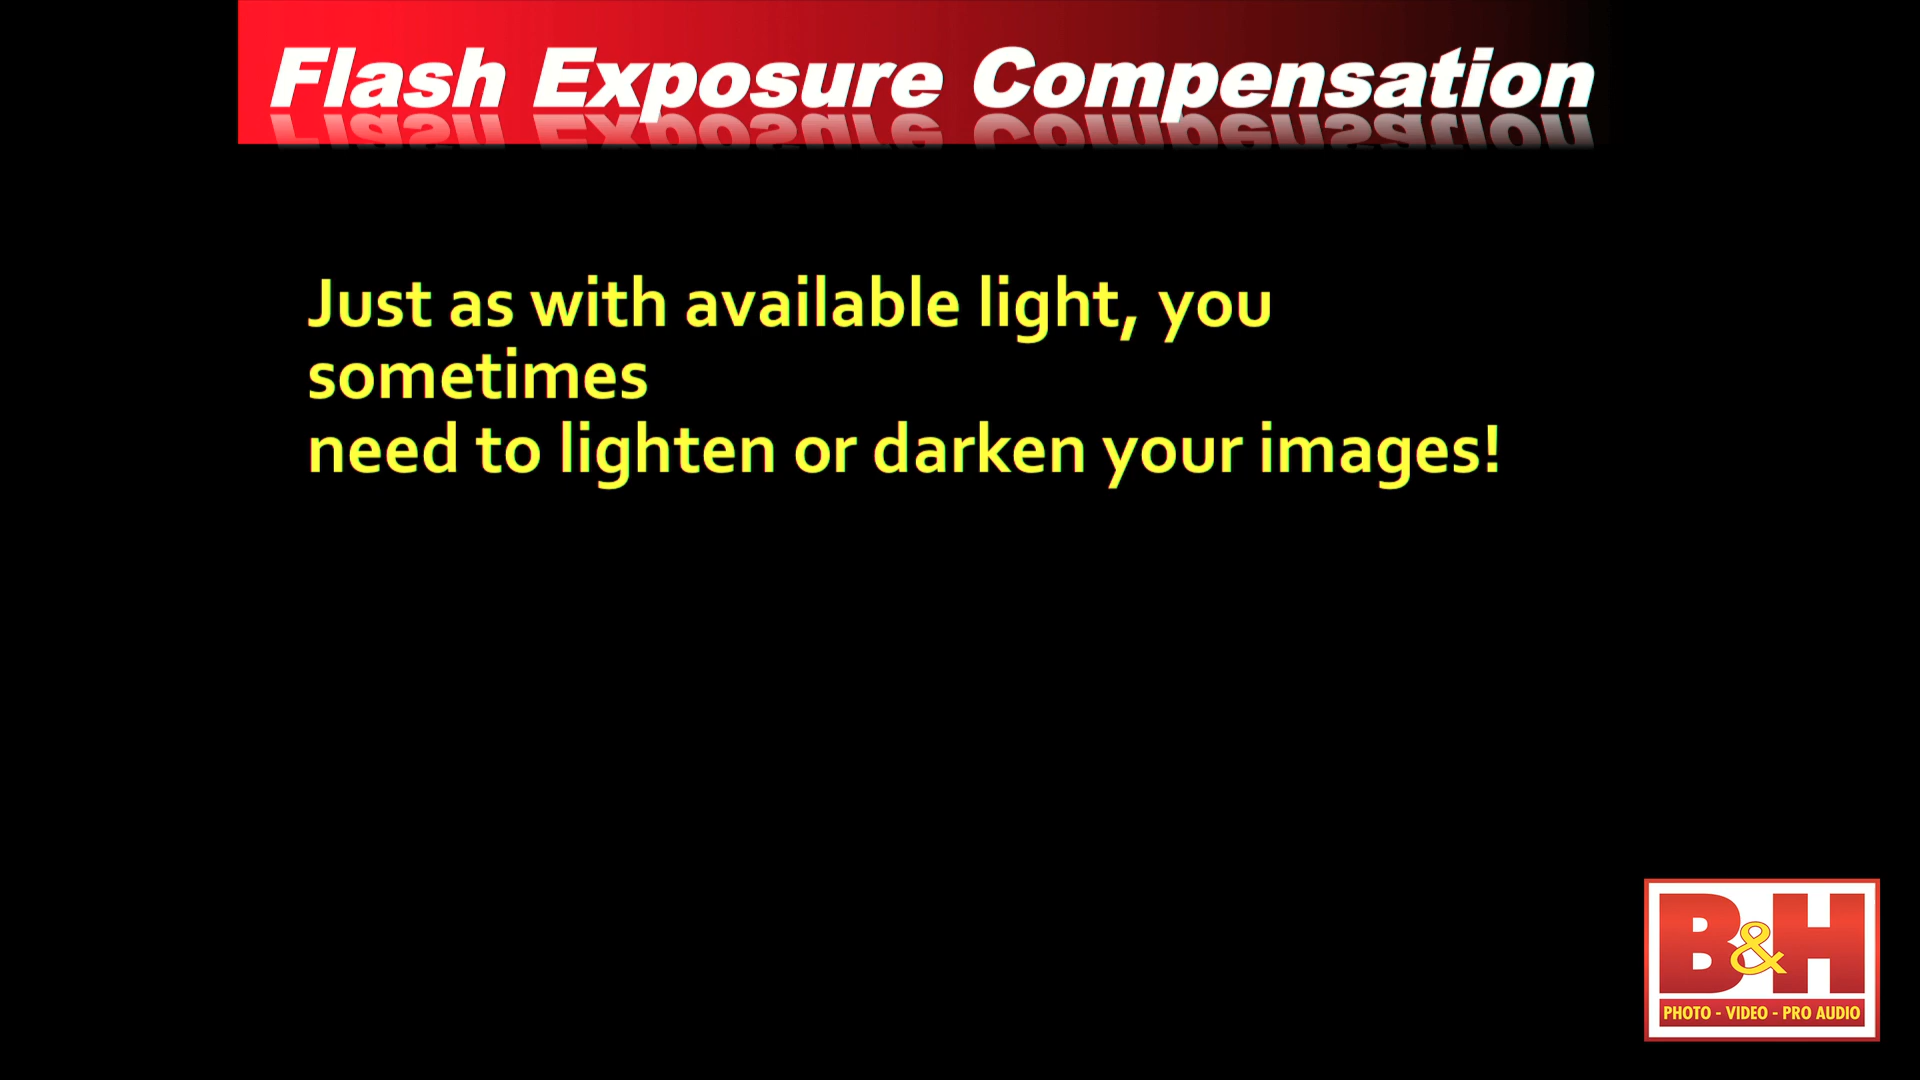 Flash Exposure Compensation
Just as with available light, you
sometimes
need to lighten or darken your images!
B&H
PHOTO - VIDEO - PRO AUDIO